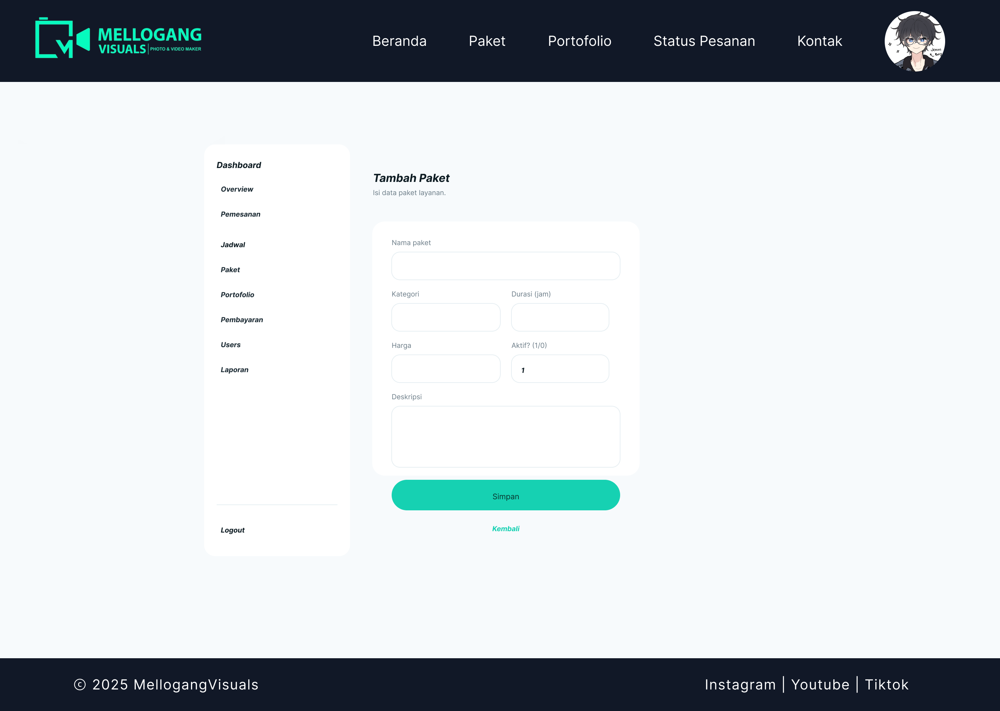 MELLOGANG
VISUALS PHOTO & VIDEO MAKER
Beranda Paket Portofolio Status Pesanan Kontak
Jenius
Boy
Dashboard
Overview
Pemesanan
Jadwal
Paket
Portofolio
Pembayaran
Users
Laporan
Logout
Tambah Paket
Isi data paket layanan.
Nama paket
Kategori Durasi (jam)
Harga Aktif? (1/0)
1
Deskripsi
Simpan
Kembali
© 2025 MellogangVisuals
Instagram | Youtube | Tiktok